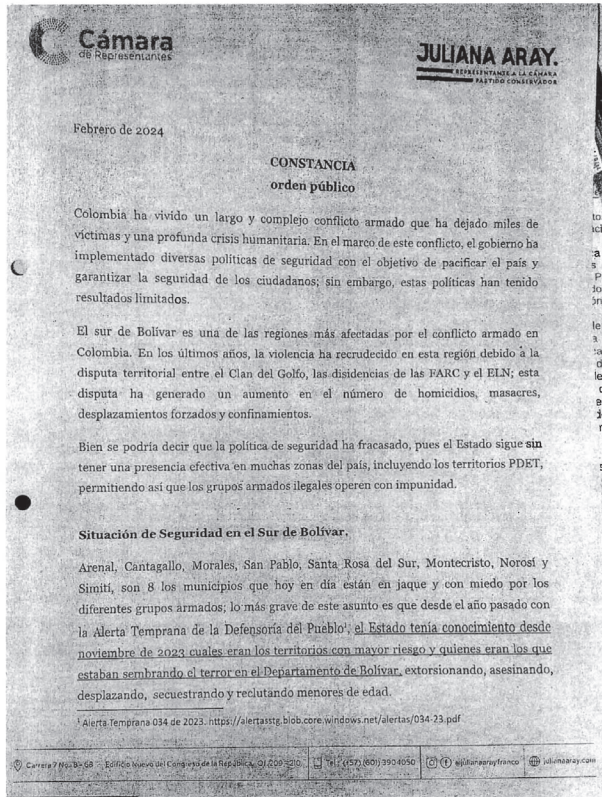 Cámara
de Representantes
JULIANA ARAY.
REPRESENTANTE A LA CÁMARA
PARTIDO CONSERVADOR
Febrero de 2024
CONSTANCIA
orden público
Colombia ha vivido un largo y complejo conflicto armado que ha dejado miles de
víctimas y una profunda crisis humanitaria. En el marco de este conflicto, el gobierno ha
implementado diversas políticas de seguridad con el objetivo de pacificar el país y
garantizar la seguridad de los ciudadanos; sin embargo, estas políticas han tenido
resultados limitados.
El sur de Bolívar es una de las regiones más afectadas por el conflicto armado en
Colombia. En los últimos años, la violencia ha recrudecido en esta región debido a la
disputa territorial entre el Clan del Golfo, las disidencias de las FARC y el ELN; esta
disputa ha generado un aumento en el número de homicidios, masacres,
desplazamientos forzados y confinamientos.
Bien se podría decir que la política de seguridad ha fracasado, pues el Estado sigue sin
tener una presencia efectiva en muchas zonas del país, incluyendo los territorios PDET,
permitiendo así que los grupos armados ilegales operen con impunidad.
Situación de Seguridad en el Sur de Bolívar.
Arenal, Cantagallo, Morales, San Pablo, Santa Rosa del Sur, Montecristo, Norosí y
Simití, son 8 los municipios que hoy en día están en jaque y con miedo por los
diferentes grupos armados; lo más grave de este asunto es que desde el año pasado con
la Alerta Temprana de la Defensoría del Pueblo¹, el Estado tenía conocimiento desde
noviembre de 2023 cuales eran los territorios con mayor riesgo y quienes eran los que
estaban sembrando el terror en el Departamento de Bolívar, extorsionando, asesinando,
desplazando, secuestrando y reclutando menores de edad.
¹ Alerta Temprana 034 de 2023. https://alertasstg.blob.core.windows.net/alertas/034-23.pdf
Carrera 7 No. 8 - 68 - Edificio Nuevo del Congreso de la República, Of. 209 - 210 Tel: (+57) (601) 3904050 @julianaarayfranco julianaaray.com